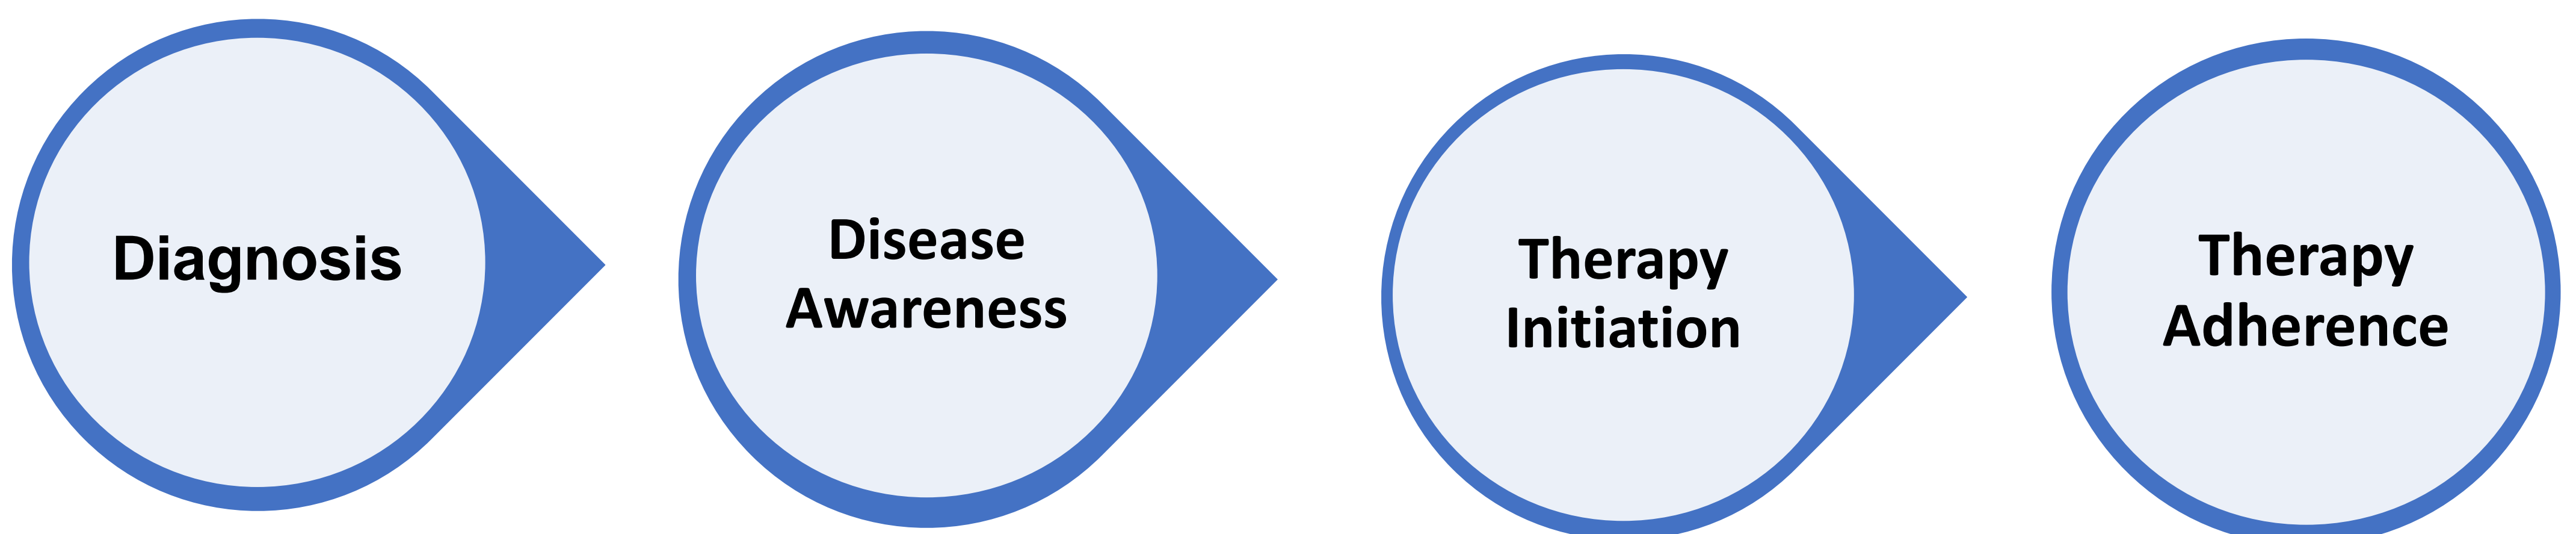 Diagnosis
Disease
Awareness
Therapy
Initiation
Therapy
Adherence